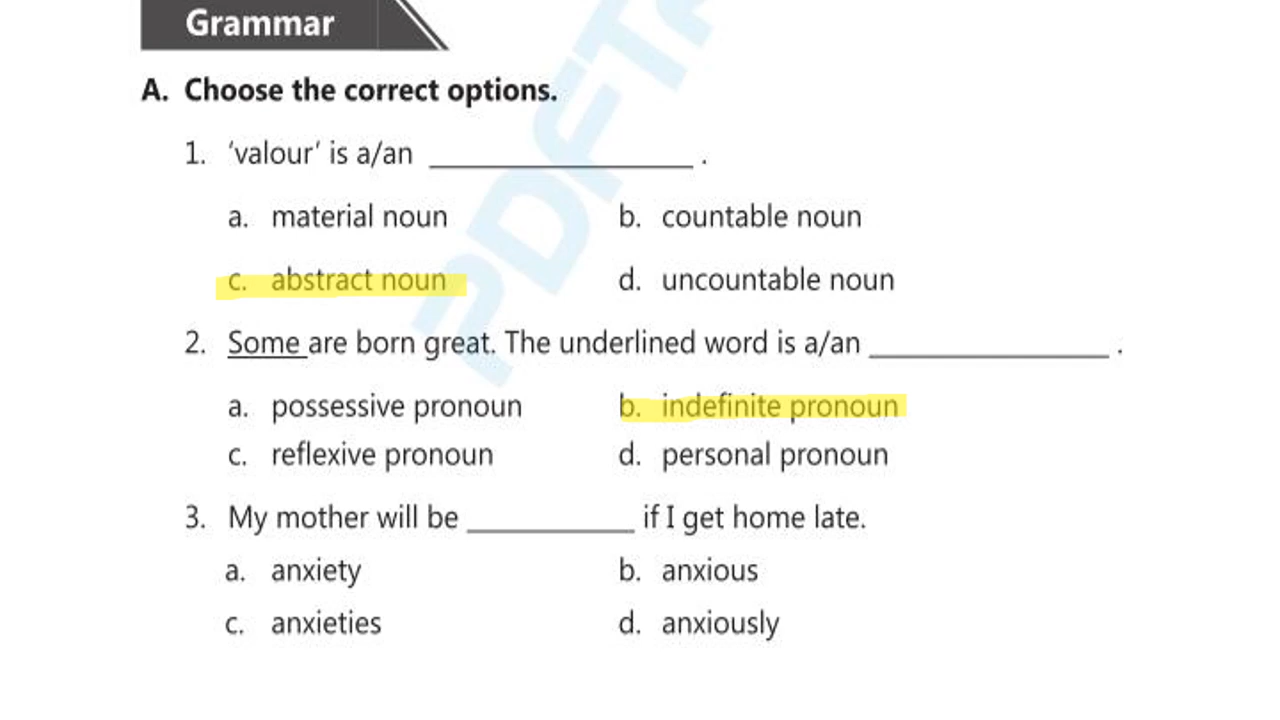 Grammar
A. Choose the correct options.
1. ‘valour’ is a/an ____________________ .
a. material noun b. countable noun
c. abstract noun d. uncountable noun
2. Some are born great. The underlined word is a/an __________________ .
a. possessive pronoun b. indefinite pronoun
c. reflexive pronoun d. personal pronoun
3. My mother will be ____________ if I get home late.
a. anxiety b. anxious
c. anxieties d. anxiously